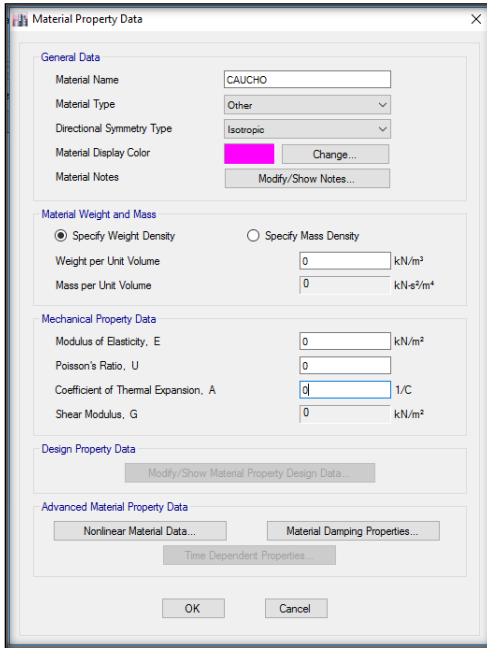 Material Property Data
General Data
Material Name CAUCHO
Material Type Other
Directional Symmetry Type Isotropic
Material Display Color Change...
Material Notes Modify/Show Notes...
Material Weight and Mass
Specify Weight Density Specify Mass Density
Weight per Unit Volume 0 kN/m³
Mass per Unit Volume 0 kN-s²/m⁴
Mechanical Property Data
Modulus of Elasticity, E 0 kN/m²
Poisson's Ratio, U 0
Coefficient of Thermal Expansion, A 0 1/C
Shear Modulus, G 0 kN/m²
Design Property Data
Modify/Show Material Property Design Data...
Advanced Material Property Data
Nonlinear Material Data... Material Damping Properties...
Time Dependent Properties...
OK Cancel